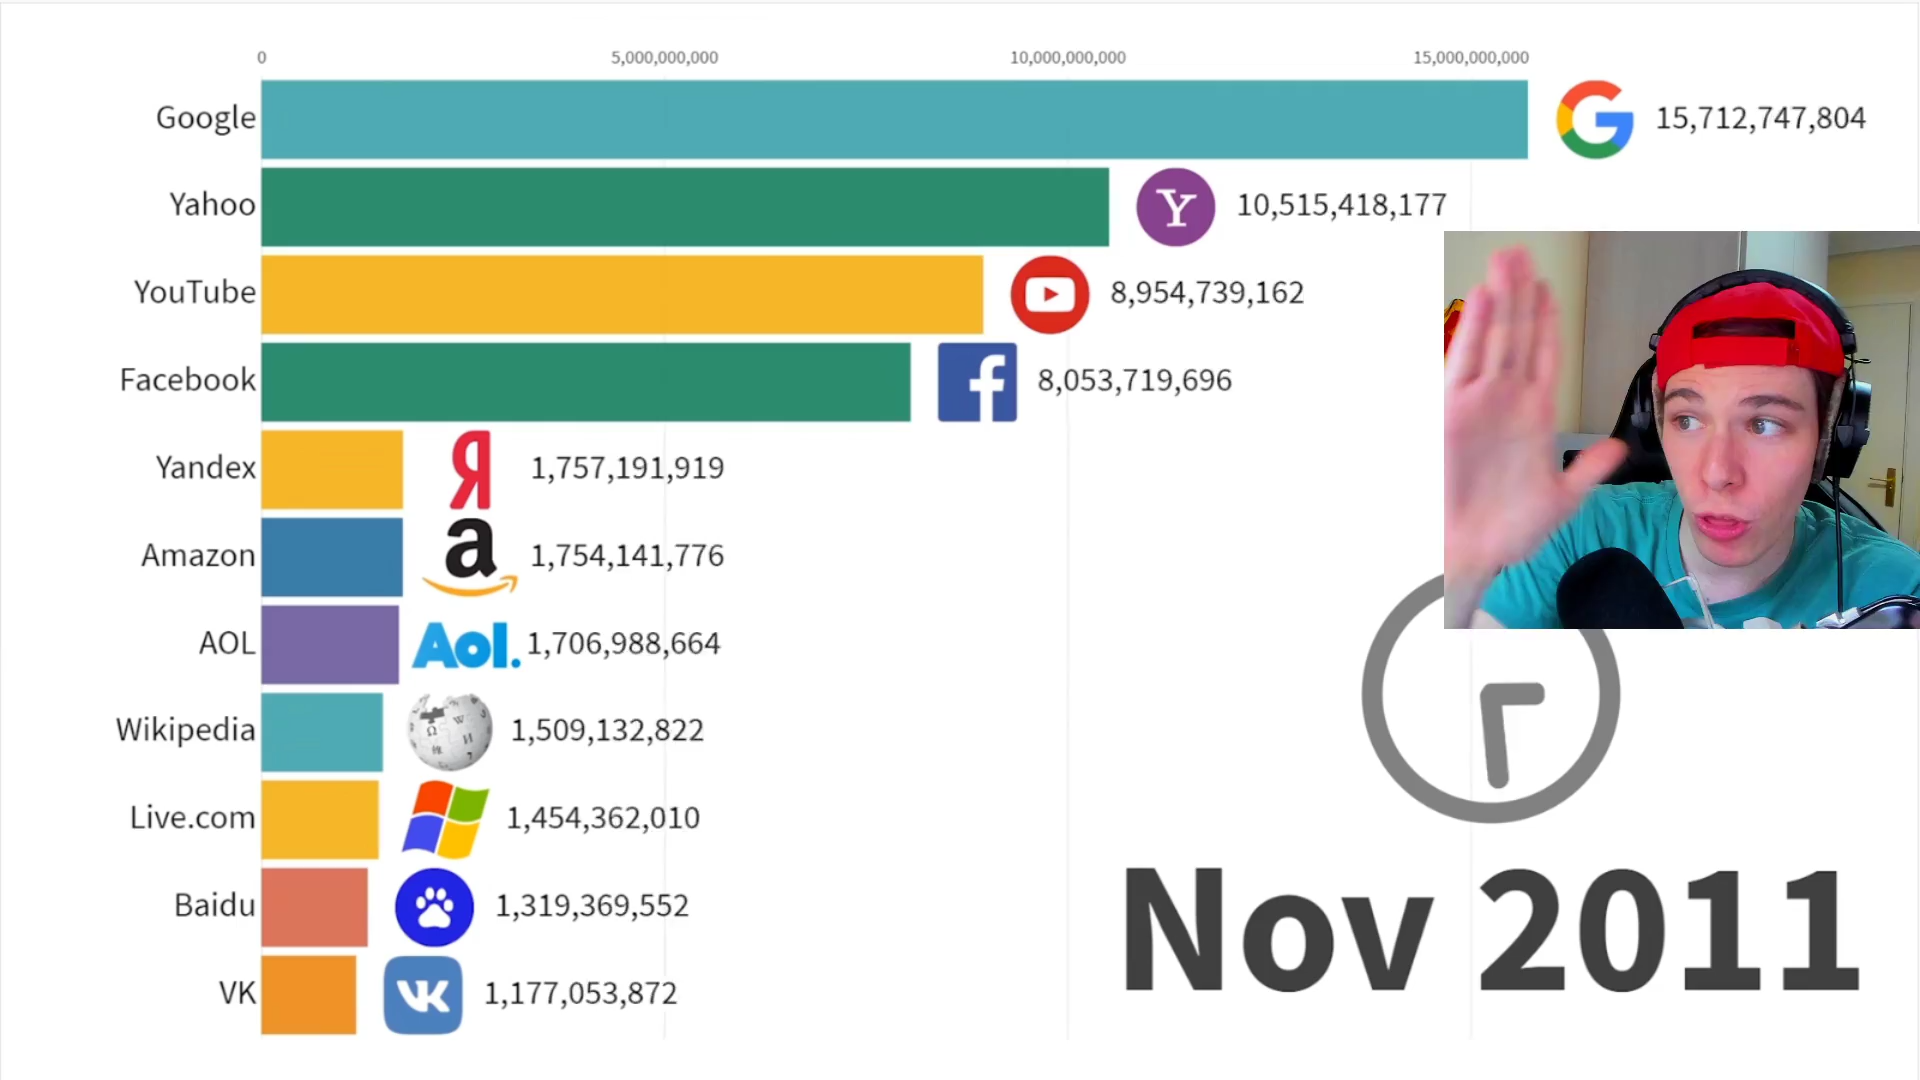 0 5,000,000,000 10,000,000,000 15,000,000,000
Google 15,712,747,804
Yahoo Y 10,515,418,177
YouTube 8,954,739,162
Facebook f 8,053,719,696
Yandex Я 1,757,191,919
Amazon a 1,754,141,776
AOL Aol. 1,706,988,664
Wikipedia 1,509,132,822
Live.com 1,454,362,010
Baidu 1,319,369,552
VK VK 1,177,053,872
Nov 2011